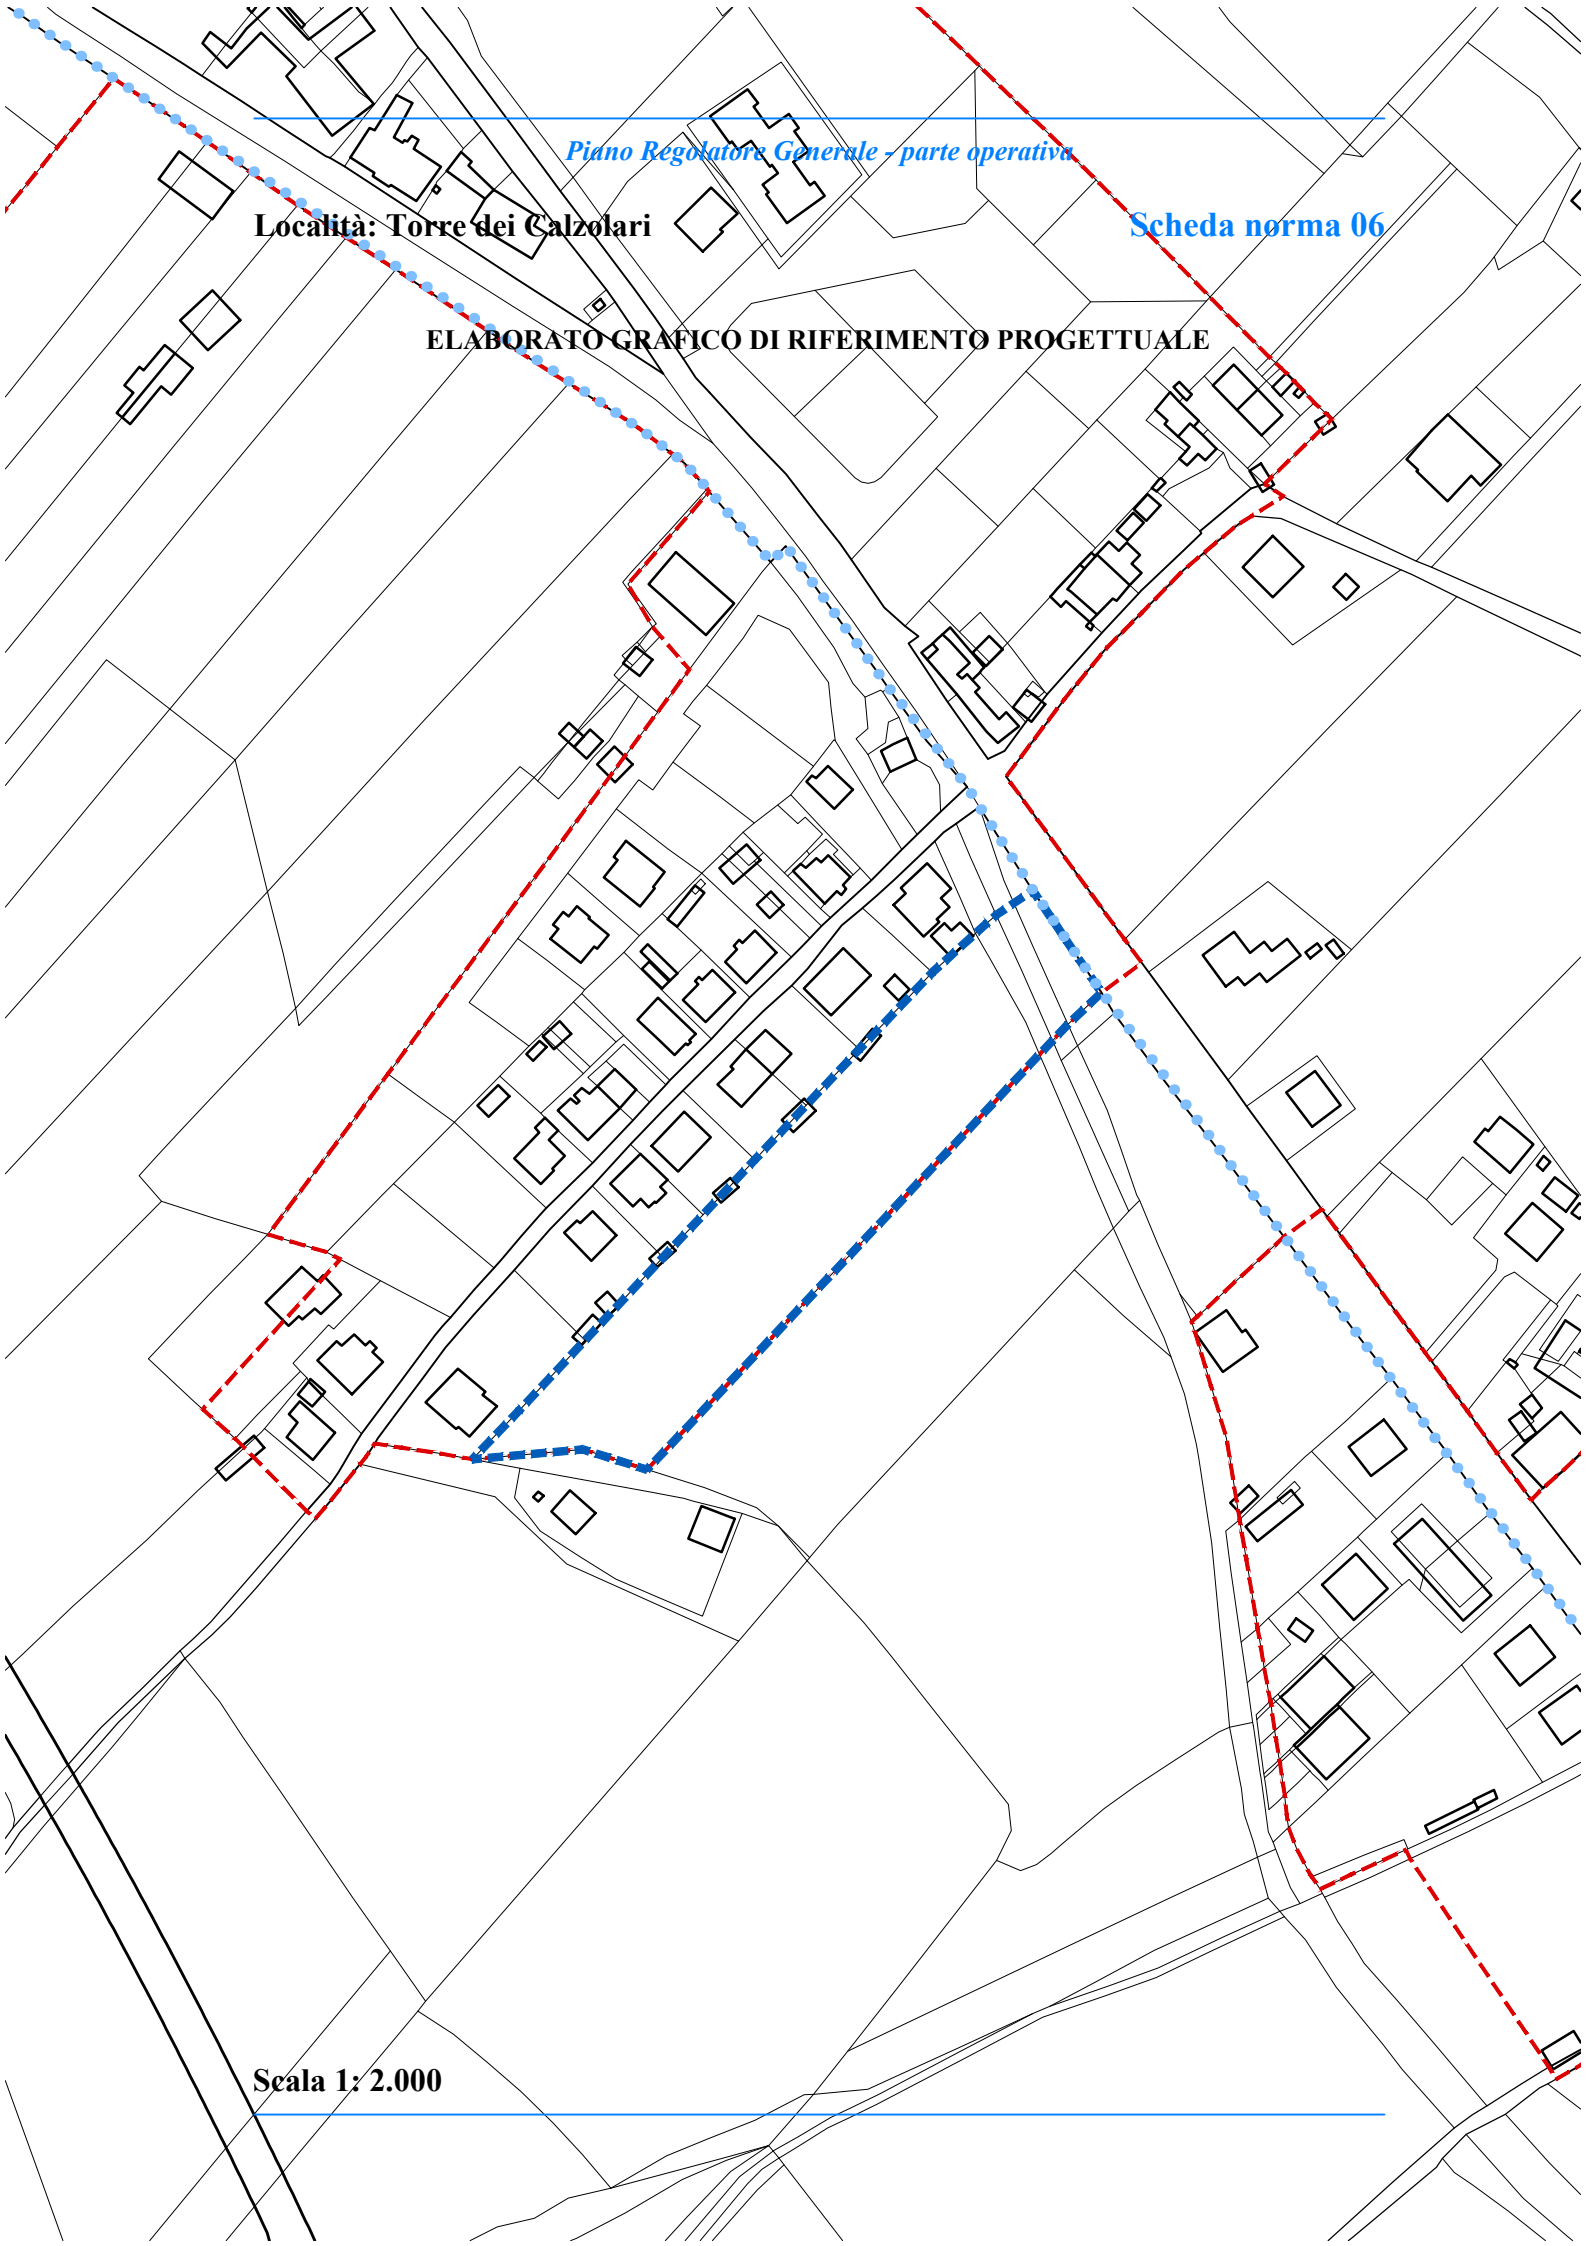 Piano Regolatore Generale - parte operativa
Località: Torre dei Calzolari
Scheda norma 06
ELABORATO GRAFICO DI RIFERIMENTO PROGETTUALE
Scala 1: 2.000